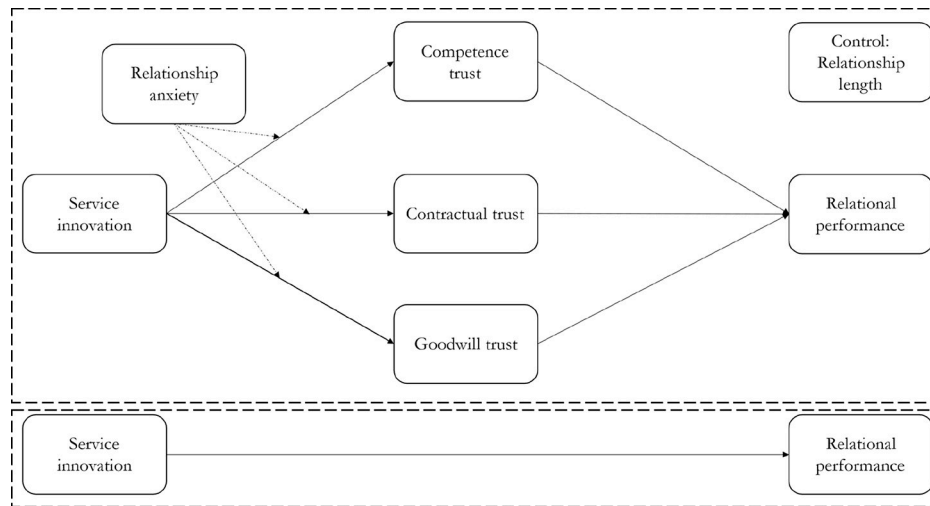 Competence
trust
Control:
Relationship
length
Relationship
anxiety
Service
innovation
Contractual trust
Relational
performance
Goodwill trust
Service
innovation
Relational
performance